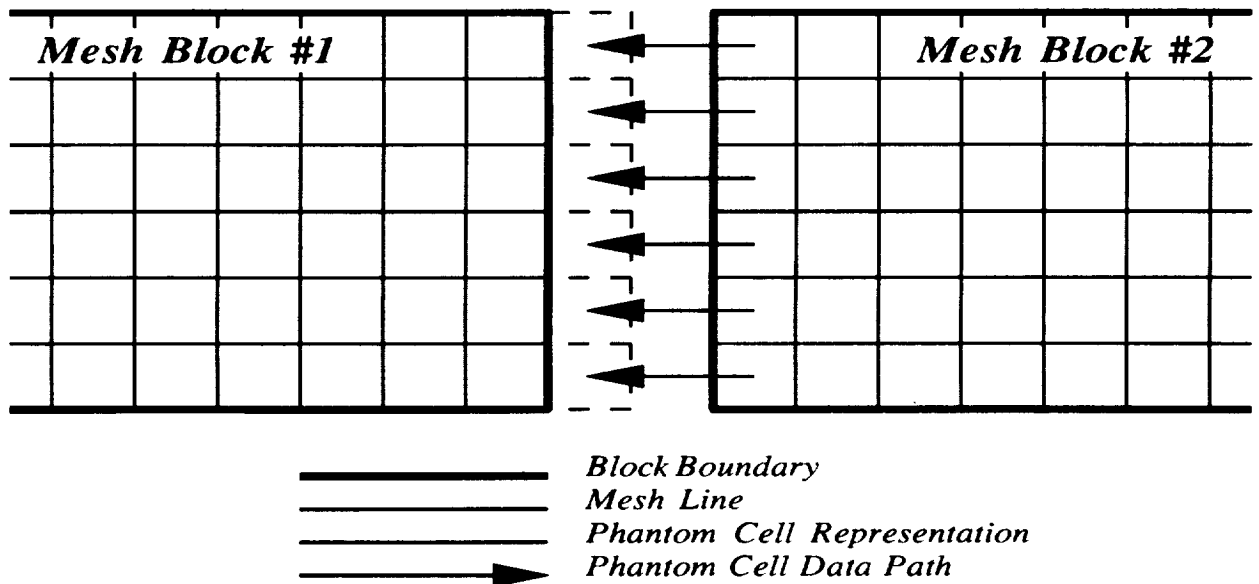 Mesh Block #1
Mesh Block #2
Block Boundary
Mesh Line
Phantom Cell Representation
Phantom Cell Data Path